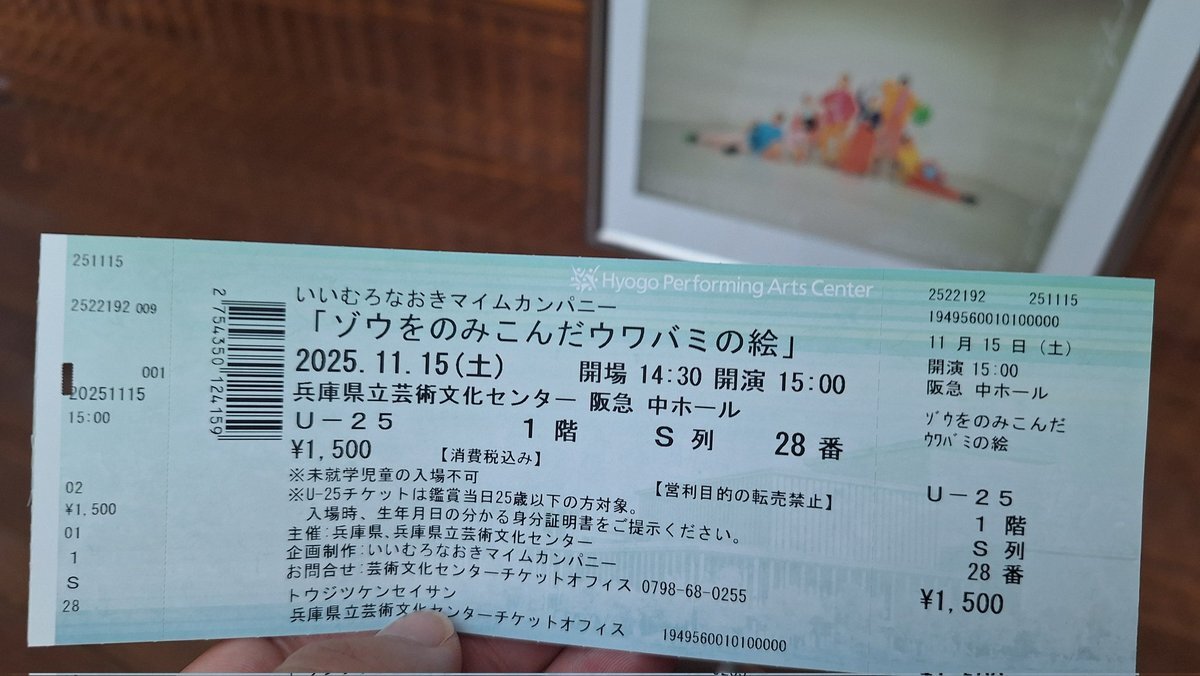 251115
2522192 009
001
20251115
15:00
02
¥1,500
01
1
S
28
2 754350 124159
Hyogo Performing Arts Center
いいむろなおきマイムカンパニー
「ゾウをのみこんだウワバミの絵」
2025.11.15(土) 開場 14:30 開演 15:00
兵庫県立芸術文化センター 阪急 中ホール
U−25 1階 S列 28番
¥1,500 【消費税込み】
※未就学児童の入場不可 【営利目的の転売禁止】
※U-25チケットは鑑賞当日25歳以下の方対象。
入場時、生年月日の分かる身分証明書をご提示ください。
主催:兵庫県、兵庫県立芸術文化センター
企画制作:いいむろなおきマイムカンパニー
お問合せ:芸術文化センターチケットオフィス 0798-68-0255
トウジツケンセイサン
兵庫県立芸術文化センターチケットオフィス 1949560010100000
2522192 251115
1949560010100000
11月15日(土)
開演 15:00
阪急 中ホール
ゾウをのみこんだ
ウワバミの絵
U−25
1階
S列
28番
¥1,500